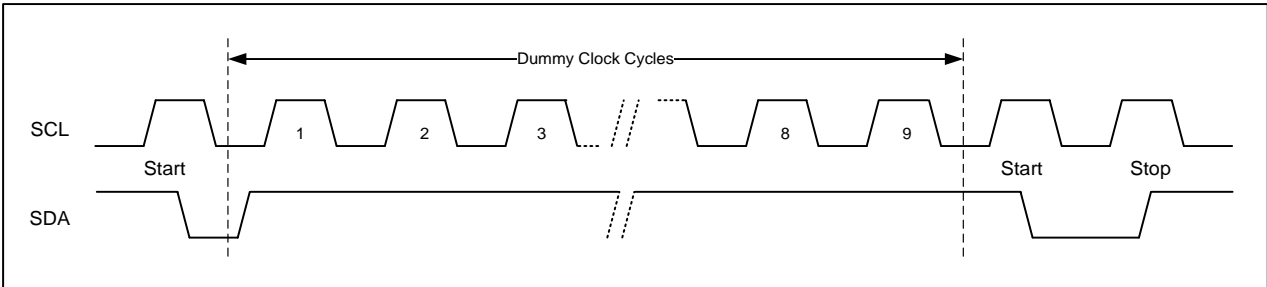 Dummy Clock Cycles
SCL
1 2 3 8 9
Start Start Stop
SDA